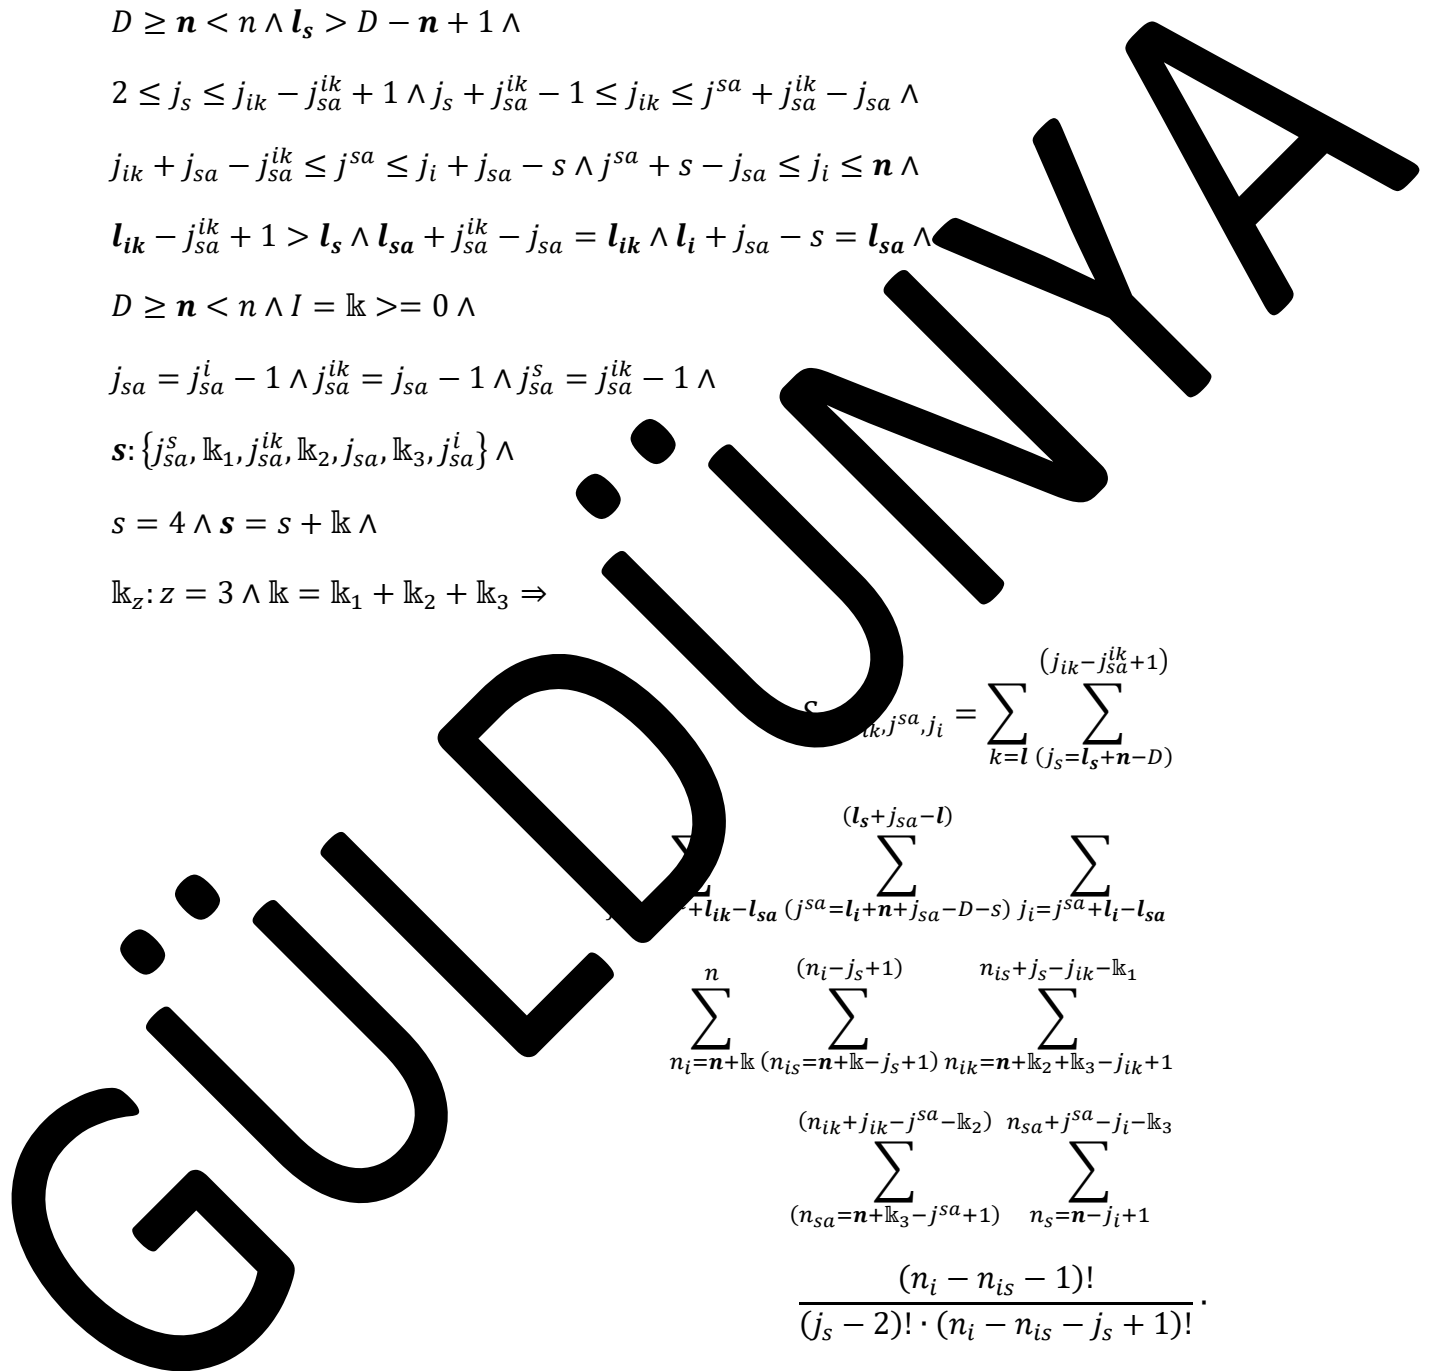 D ≥ 𝒏 < n ∧ 𝒍_𝒔 > D − 𝒏 + 1 ∧
2 ≤ j_s ≤ j_{ik} − j_{sa}^{ik} + 1 ∧ j_s + j_{sa}^{ik} − 1 ≤ j_{ik} ≤ j^{sa} + j_{sa}^{ik} − j_{sa} ∧
j_{ik} + j_{sa} − j_{sa}^{ik} ≤ j^{sa} ≤ j_i + j_{sa} − s ∧ j^{sa} + s − j_{sa} ≤ j_i ≤ 𝒏 ∧
𝒍_{𝒊𝒌} − j_{sa}^{ik} + 1 > 𝒍_𝒔 ∧ 𝒍_{𝒔𝒂} + j_{sa}^{ik} − j_{sa} = 𝒍_{𝒊𝒌} ∧ 𝒍_𝒊 + j_{sa} − s = 𝒍_{𝒔𝒂} ∧
D ≥ 𝒏 < n ∧ I = 𝕜 >= 0 ∧
j_{sa} = j_{sa}^i − 1 ∧ j_{sa}^{ik} = j_{sa} − 1 ∧ j_{sa}^s = j_{sa}^{ik} − 1 ∧
𝒔: {j_{sa}^s, 𝕜_1, j_{sa}^{ik}, 𝕜_2, j_{sa}, 𝕜_3, j_{sa}^i} ∧
s = 4 ∧ 𝒔 = s + 𝕜 ∧
𝕜_z: z = 3 ∧ 𝕜 = 𝕜_1 + 𝕜_2 + 𝕜_3 ⇒
_{ik,j^{sa},j_i} = ∑_{k=𝒍} ∑_{(j_s=𝒍_𝒔+𝒏−D)}^{(j_{ik}−j_{sa}^{ik}+1)}
∑_{+𝒍_{𝒊𝒌}−𝒍_{𝒔𝒂}} ∑_{(j^{sa}=𝒍_𝒊+𝒏+j_{sa}−D−s)}^{(𝒍_𝒔+j_{sa}−𝒍)} ∑_{j_i=j^{sa}+𝒍_𝒊−𝒍_{𝒔𝒂}}
∑_{n_i=𝒏+𝕜}^{n} ∑_{(n_{is}=𝒏+𝕜−j_s+1)}^{(n_i−j_s+1)} ∑_{n_{ik}=𝒏+𝕜_2+𝕜_3−j_{ik}+1}^{n_{is}+j_s−j_{ik}−𝕜_1}
∑_{(n_{sa}=𝒏+𝕜_3−j^{sa}+1)}^{(n_{ik}+j_{ik}−j^{sa}−𝕜_2)} ∑_{n_s=𝒏−j_i+1}^{n_{sa}+j^{sa}−j_i−𝕜_3}
(n_i − n_{is} − 1)!
(j_s − 2)! ⋅ (n_i − n_{is} − j_s + 1)! ⋅
GÜLDÜNYA